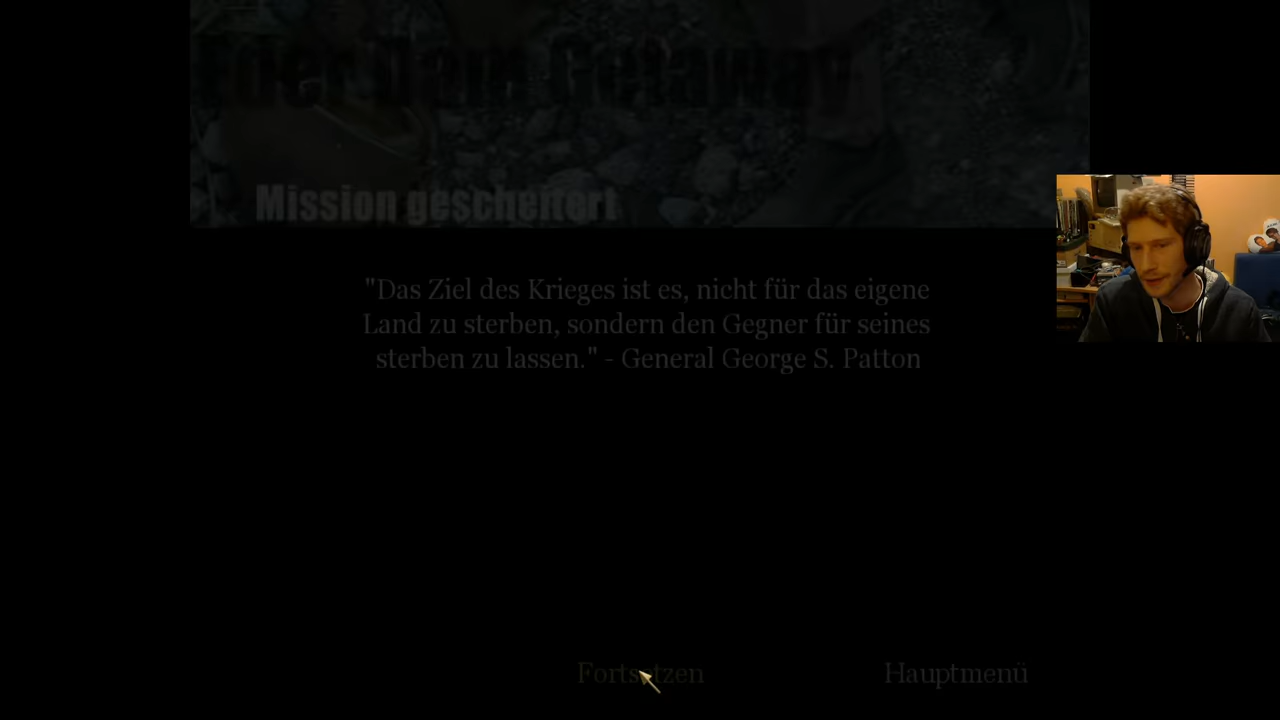 Mission gescheitert
"Das Ziel des Krieges ist es, nicht für das eigene
Land zu sterben, sondern den Gegner für seines
sterben zu lassen." - General George S. Patton
Fortsetzen
Hauptmenü